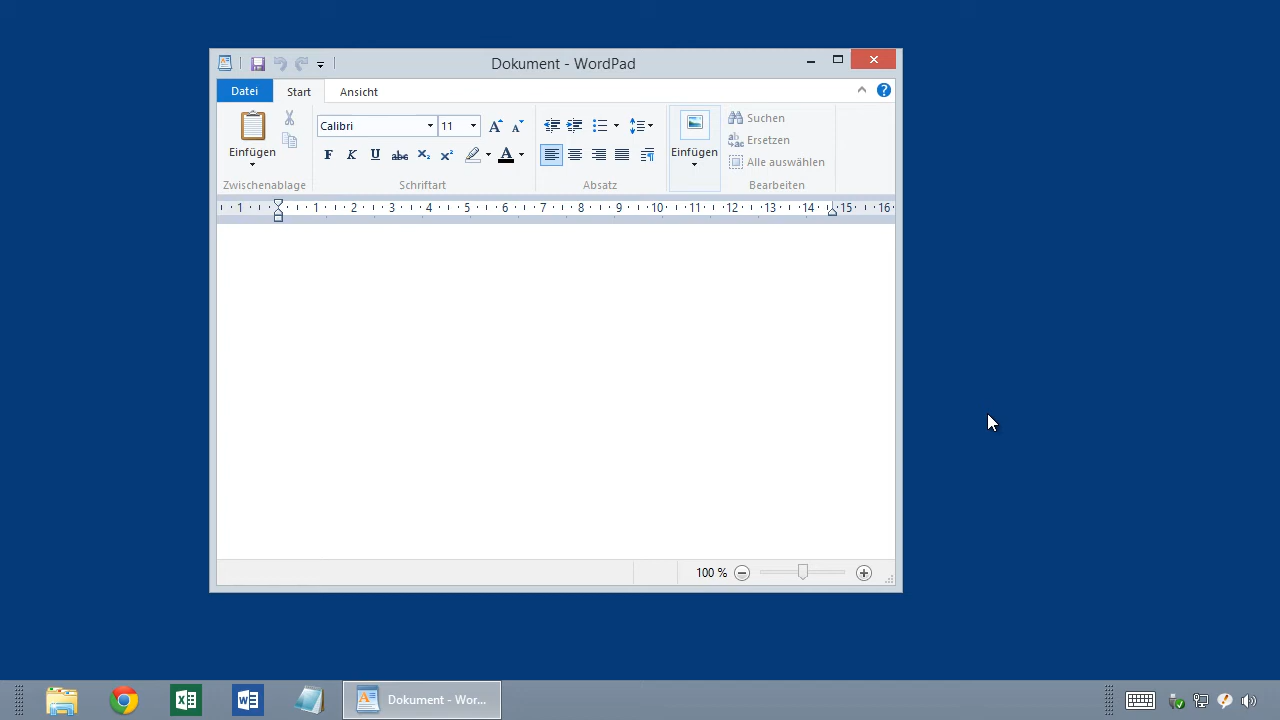 Dokument - WordPad
Datei Start Ansicht
Calibri 11
Einfügen
F K U abc X₂ X² A
Einfügen
Suchen
Ersetzen
Alle auswählen
Zwischenablage Schriftart Absatz Bearbeiten
1 1 2 3 4 5 6 7 8 9 10 11 12 13 14 15 16
100 %
Dokument - Wor...